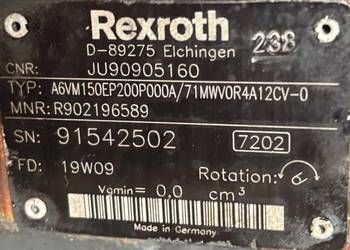 Rexroth
D-89275 Elchingen 238
CNR: JU90905160
TYP: A6VM150EP200P000A/71MWV0R4A12CV-0
MNR: R902196589
SN: 91542502 7202
FD: 19W09 Rotation:
Vgmin= 0,0 cm³
Made in Germany